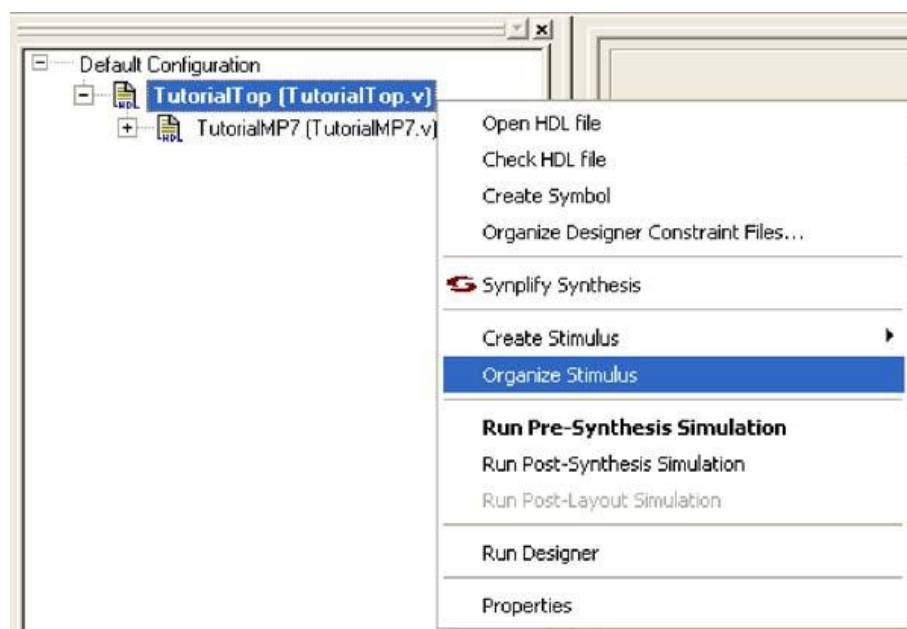 Default Configuration
TutorialTop (TutorialTop.v)
TutorialMP7 (TutorialMP7.v)
Open HDL file
Check HDL file
Create Symbol
Organize Designer Constraint Files...
Synplify Synthesis
Create Stimulus
Organize Stimulus
Run Pre-Synthesis Simulation
Run Post-Synthesis Simulation
Run Post-Layout Simulation
Run Designer
Properties